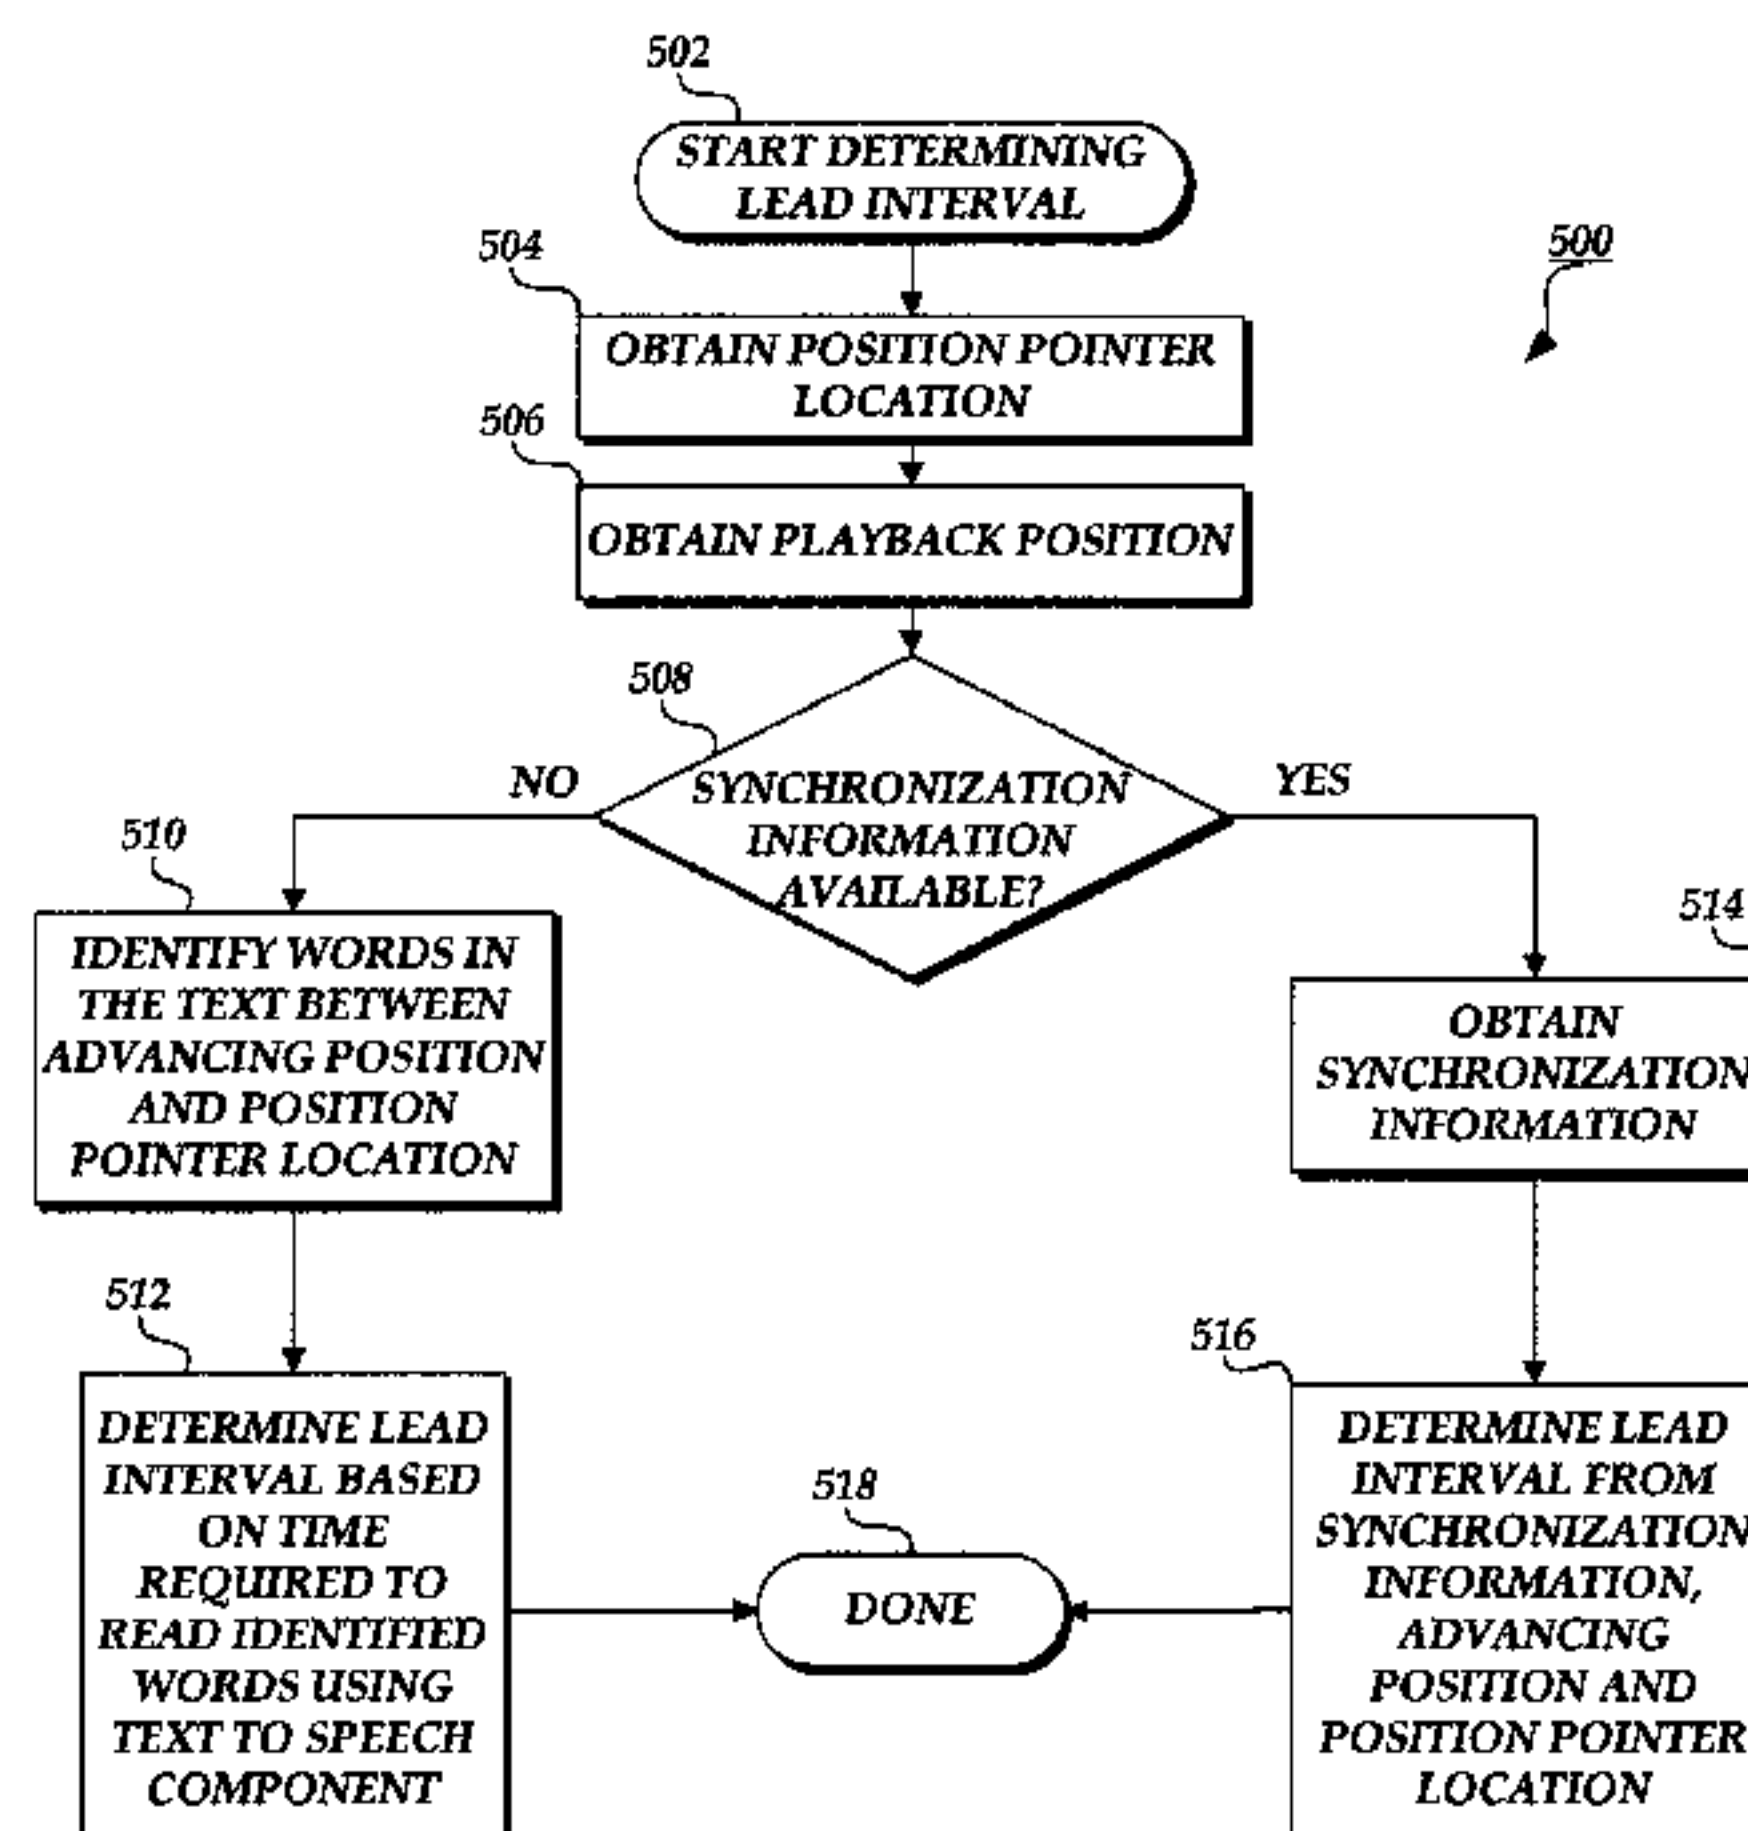 502
START DETERMINING
LEAD INTERVAL
504
500
OBTAIN POSITION POINTER
LOCATION
506
OBTAIN PLAYBACK POSITION
508
NO
SYNCHRONIZATION
INFORMATION
AVAILABLE?
YES
510
IDENTIFY WORDS IN
THE TEXT BETWEEN
ADVANCING POSITION
AND POSITION
POINTER LOCATION
514
OBTAIN
SYNCHRONIZATION
INFORMATION
512
DETERMINE LEAD
INTERVAL BASED
ON TIME
REQUIRED TO
READ IDENTIFIED
WORDS USING
TEXT TO SPEECH
COMPONENT
518
DONE
516
DETERMINE LEAD
INTERVAL FROM
SYNCHRONIZATION
INFORMATION,
ADVANCING
POSITION AND
POSITION POINTER
LOCATION